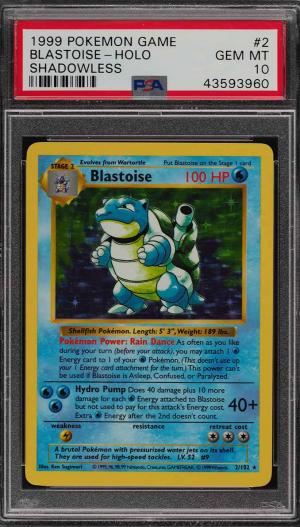 1999 POKEMON GAME #2
BLASTOISE-HOLO GEM MT
SHADOWLESS 10
PSA 43593960
STAGE 2 Evolves from Wartortle Put Blastoise on the Stage 1 card
Blastoise 100 HP
Shellfish Pokémon. Length: 5' 3", Weight: 189 lbs.
Pokémon Power: Rain Dance As often as you like
during your turn (before your attack), you may attach 1
Energy card to 1 of your Pokémon. (This doesn't use up
your 1 Energy card attachment for the turn.) This power can't
be used if Blastoise is Asleep, Confused, or Paralyzed.
Hydro Pump Does 40 damage plus 10 more
damage for each Energy attached to Blastoise
but not used to pay for this attack's Energy cost.
Extra Energy after the 2nd doesn't count.
40+
weakness resistance retreat cost
A brutal Pokémon with pressurized water jets on its shell.
They are used for high-speed tackles. LV. 52 #9
Illus. Ken Sugimori
2/102